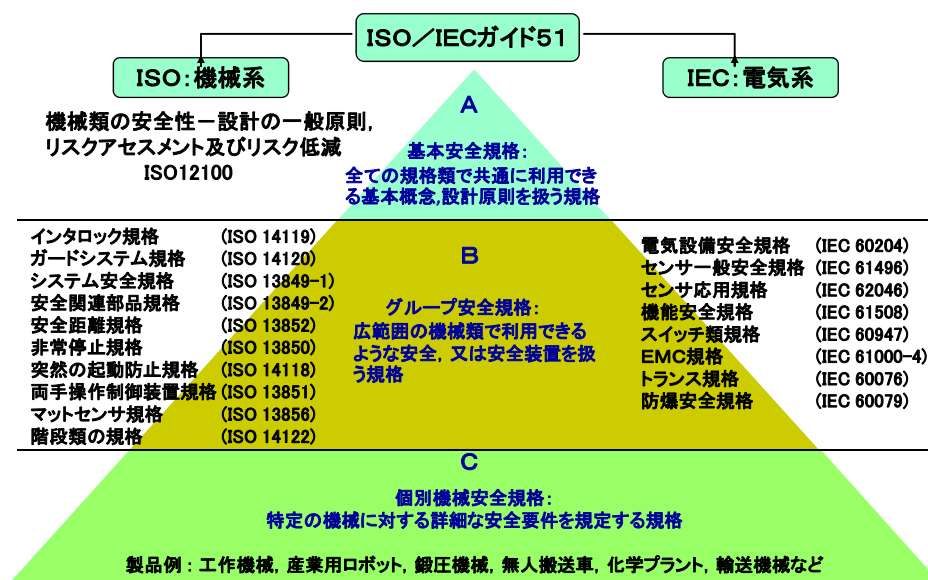 ISO/IECガイド51
ISO:機械系
IEC:電気系
機械類の安全性-設計の一般原則,
リスクアセスメント及びリスク低減
ISO12100
A
基本安全規格:
全ての規格類で共通に利用でき
る基本概念,設計原則を扱う規格
インタロック規格 (ISO 14119)
ガードシステム規格 (ISO 14120)
システム安全規格 (ISO 13849-1)
安全関連部品規格 (ISO 13849-2)
安全距離規格 (ISO 13852)
非常停止規格 (ISO 13850)
突然の起動防止規格 (ISO 14118)
両手操作制御装置規格 (ISO 13851)
マットセンサ規格 (ISO 13856)
階段類の規格 (ISO 14122)
B
グループ安全規格:
広範囲の機械類で利用できる
ような安全,又は安全装置を扱
う規格
電気設備安全規格 (IEC 60204)
センサ一般安全規格 (IEC 61496)
センサ応用規格 (IEC 62046)
機能安全規格 (IEC 61508)
スイッチ類規格 (IEC 60947)
EMC規格 (IEC 61000-4)
トランス規格 (IEC 60076)
防爆安全規格 (IEC 60079)
C
個別機械安全規格:
特定の機械に対する詳細な安全要件を規定する規格
製品例:工作機械,産業用ロボット,鍛圧機械,無人搬送車,化学プラント,輸送機械など